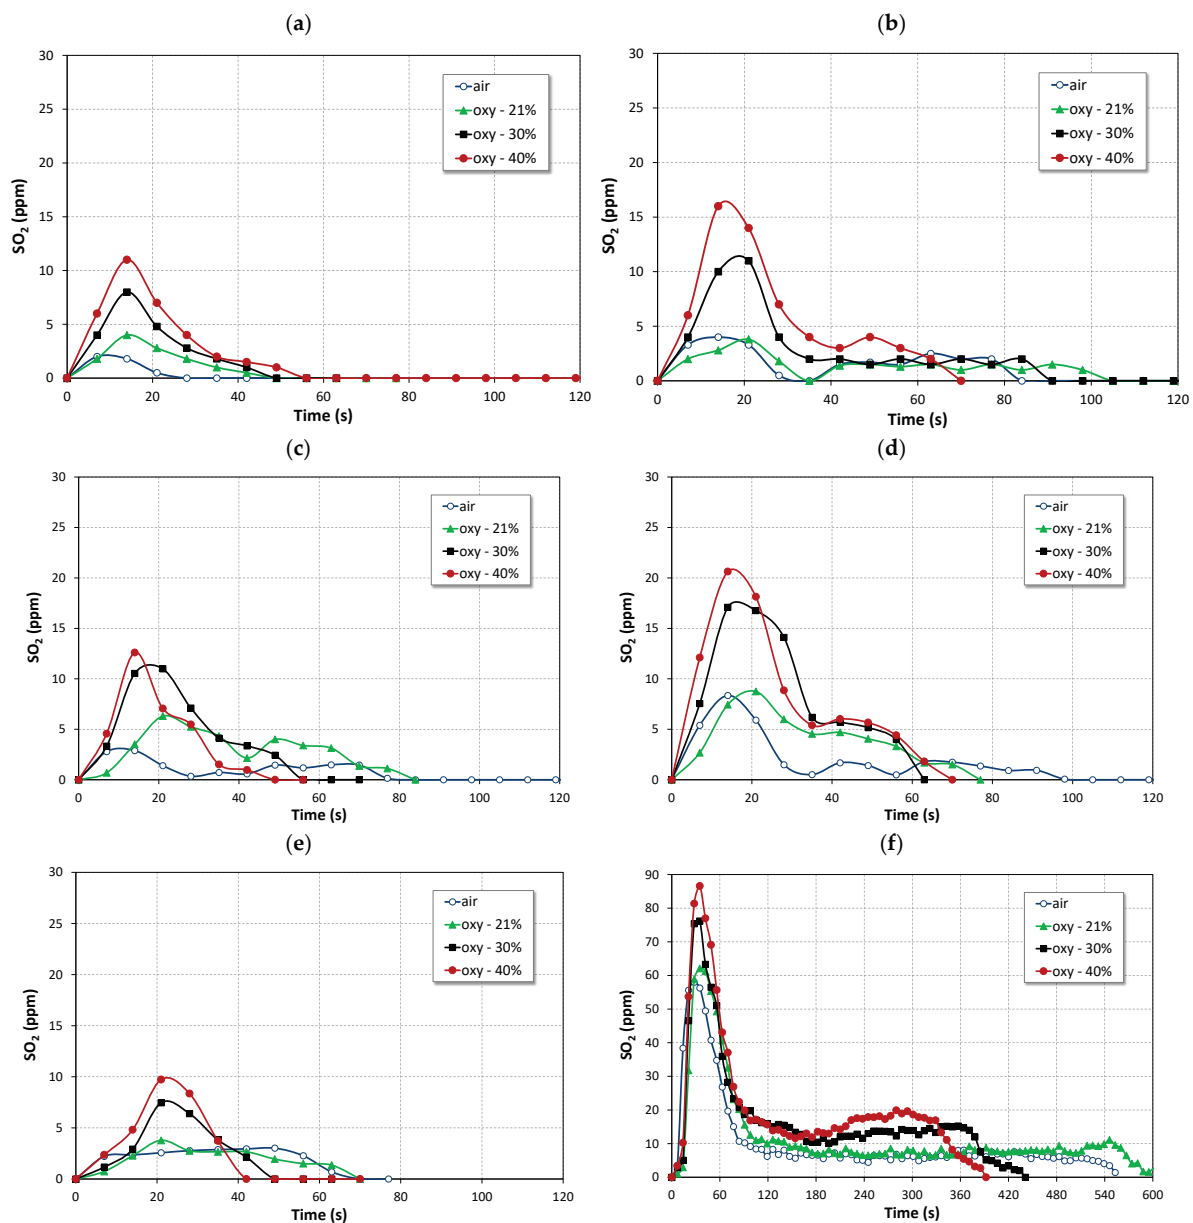 (a)
30
25
20
15
10
5
0
SO2 (ppm)
0 20 40 60 80 100 120
Time (s)
air
oxy - 21%
oxy - 30%
oxy - 40%
(b)
30
25
20
15
10
5
0
SO2 (ppm)
0 20 40 60 80 100 120
Time (s)
air
oxy - 21%
oxy - 30%
oxy - 40%
(c)
30
25
20
15
10
5
0
SO2 (ppm)
0 20 40 60 80 100 120
Time (s)
air
oxy - 21%
oxy - 30%
oxy - 40%
(d)
30
25
20
15
10
5
0
SO2 (ppm)
0 20 40 60 80 100 120
Time (s)
air
oxy - 21%
oxy - 30%
oxy - 40%
(e)
30
25
20
15
10
5
0
SO2 (ppm)
0 20 40 60 80 100 120
Time (s)
air
oxy - 21%
oxy - 30%
oxy - 40%
(f)
90
80
70
60
50
40
30
20
10
0
SO2 (ppm)
0 60 120 180 240 300 360 420 480 540 600
Time (s)
air
oxy - 21%
oxy - 30%
oxy - 40%